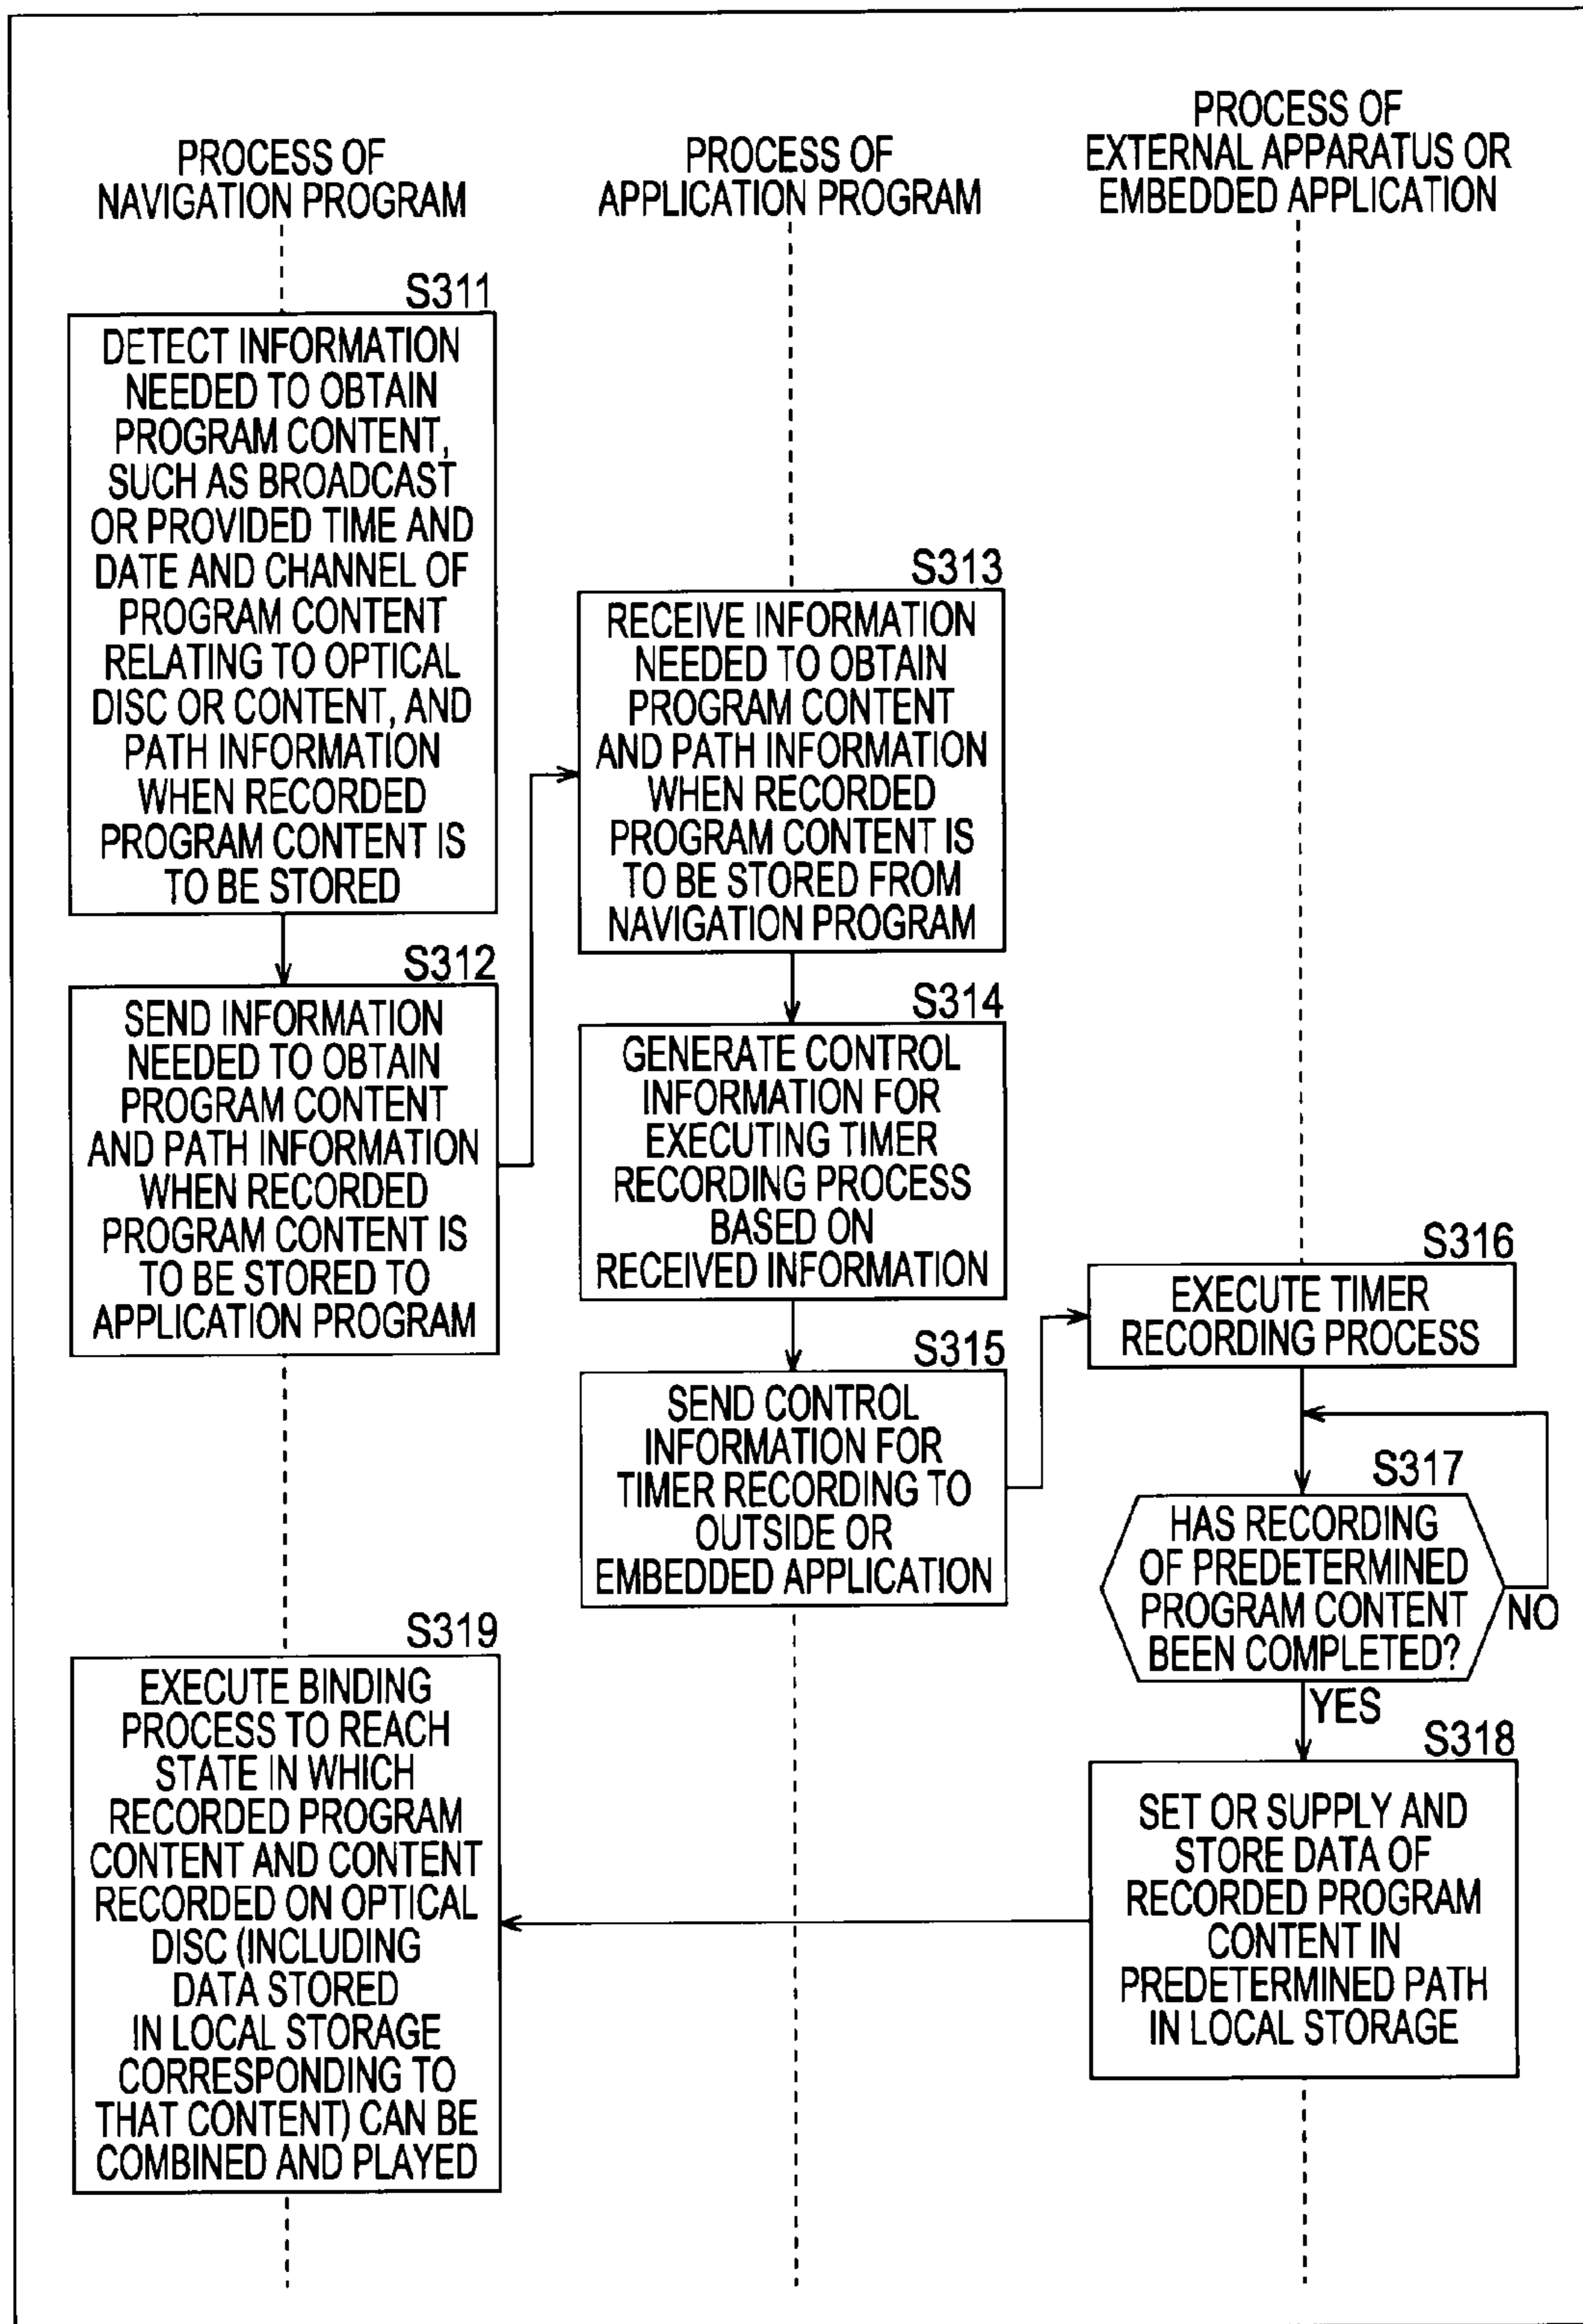 PROCESS OF
NAVIGATION PROGRAM
PROCESS OF
APPLICATION PROGRAM
PROCESS OF
EXTERNAL APPARATUS OR
EMBEDDED APPLICATION
S311
DETECT INFORMATION
NEEDED TO OBTAIN
PROGRAM CONTENT,
SUCH AS BROADCAST
OR PROVIDED TIME AND
DATE AND CHANNEL OF
PROGRAM CONTENT
RELATING TO OPTICAL
DISC OR CONTENT, AND
PATH INFORMATION
WHEN RECORDED
PROGRAM CONTENT IS
TO BE STORED
S312
SEND INFORMATION
NEEDED TO OBTAIN
PROGRAM CONTENT
AND PATH INFORMATION
WHEN RECORDED
PROGRAM CONTENT IS
TO BE STORED TO
APPLICATION PROGRAM
S313
RECEIVE INFORMATION
NEEDED TO OBTAIN
PROGRAM CONTENT
AND PATH INFORMATION
WHEN RECORDED
PROGRAM CONTENT IS
TO BE STORED FROM
NAVIGATION PROGRAM
S314
GENERATE CONTROL
INFORMATION FOR
EXECUTING TIMER
RECORDING PROCESS
BASED ON
RECEIVED INFORMATION
S315
SEND CONTROL
INFORMATION FOR
TIMER RECORDING TO
OUTSIDE OR
EMBEDDED APPLICATION
S316
EXECUTE TIMER
RECORDING PROCESS
S317
HAS RECORDING
OF PREDETERMINED
PROGRAM CONTENT
BEEN COMPLETED?
NO
YES
S318
SET OR SUPPLY AND
STORE DATA OF
RECORDED PROGRAM
CONTENT IN
PREDETERMINED PATH
IN LOCAL STORAGE
S319
EXECUTE BINDING
PROCESS TO REACH
STATE IN WHICH
RECORDED PROGRAM
CONTENT AND CONTENT
RECORDED ON OPTICAL
DISC (INCLUDING
DATA STORED
IN LOCAL STORAGE
CORRESPONDING TO
THAT CONTENT) CAN BE
COMBINED AND PLAYED